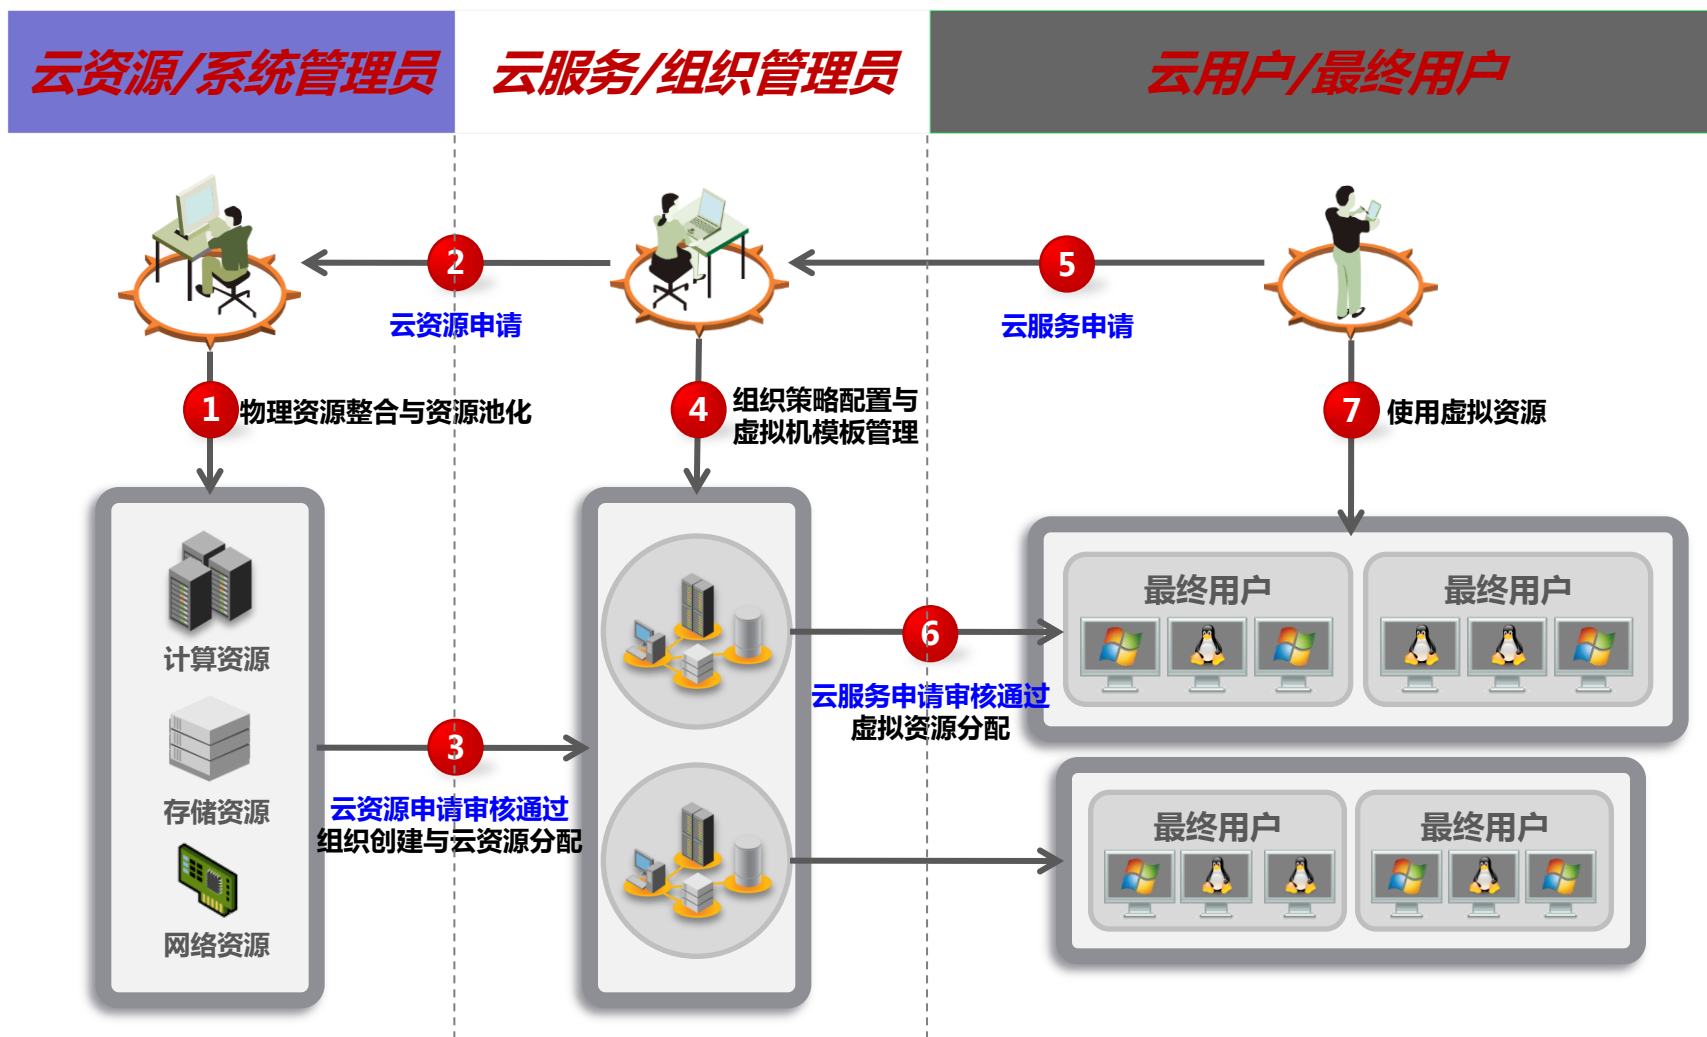 云资源/系统管理员
云服务/组织管理员
云用户/最终用户
2
云资源申请
5
云服务申请
1
物理资源整合与资源池化
4
组织策略配置与
虚拟机模板管理
7
使用虚拟资源
计算资源
存储资源
网络资源
3
云资源申请审核通过
组织创建与云资源分配
6
云服务申请审核通过
虚拟资源分配
最终用户
最终用户
最终用户
最终用户